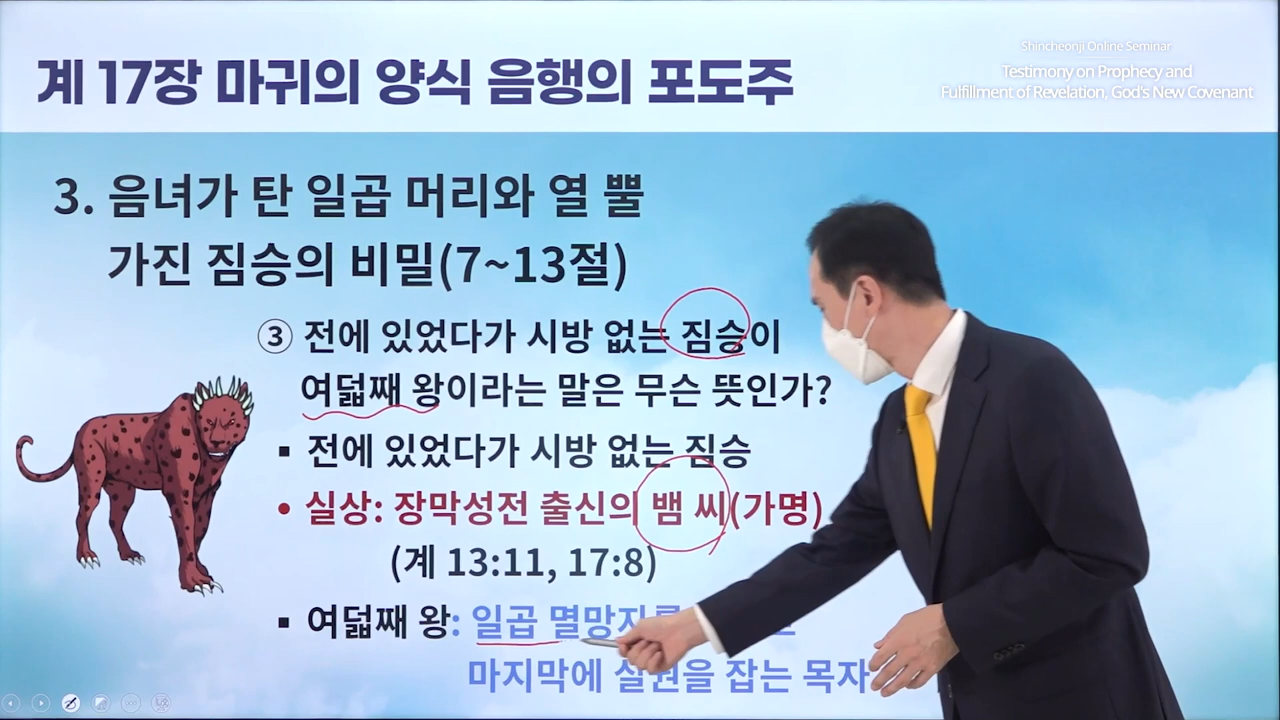 Shincheonji Online Seminar
Testimony on Prophecy and
Fulfillment of Revelation, God's New Covenant
계 17장 마귀의 양식 음행의 포도주
3. 음녀가 탄 일곱 머리와 열 뿔
가진 짐승의 비밀(7~13절)
③ 전에 있었다가 시방 없는 짐승이
여덟째 왕이라는 말은 무슨 뜻인가?
▪ 전에 있었다가 시방 없는 짐승
• 실상: 장막성전 출신의 뱀 씨(가명)
(계 13:11, 17:8)
▪ 여덟째 왕: 일곱 멸망자를
마지막에 실권을 잡는 목자